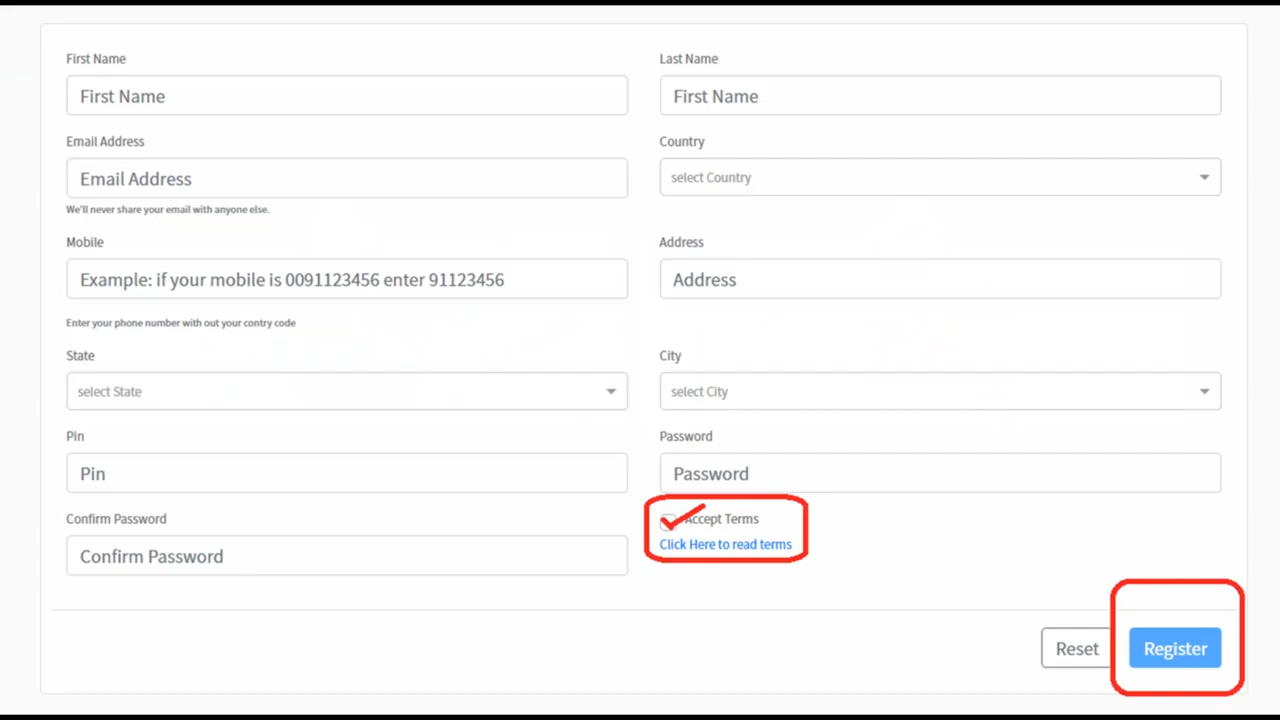 First Name
Last Name
First Name
First Name
Email Address
Country
Email Address
select Country
We'll never share your email with anyone else.
Mobile
Address
Example: if your mobile is 0091123456 enter 91123456
Address
Enter your phone number with out your contry code
State
City
select State
select City
Pin
Password
Pin
Password
Confirm Password
Accept Terms
Click Here to read terms
Confirm Password
Reset
Register